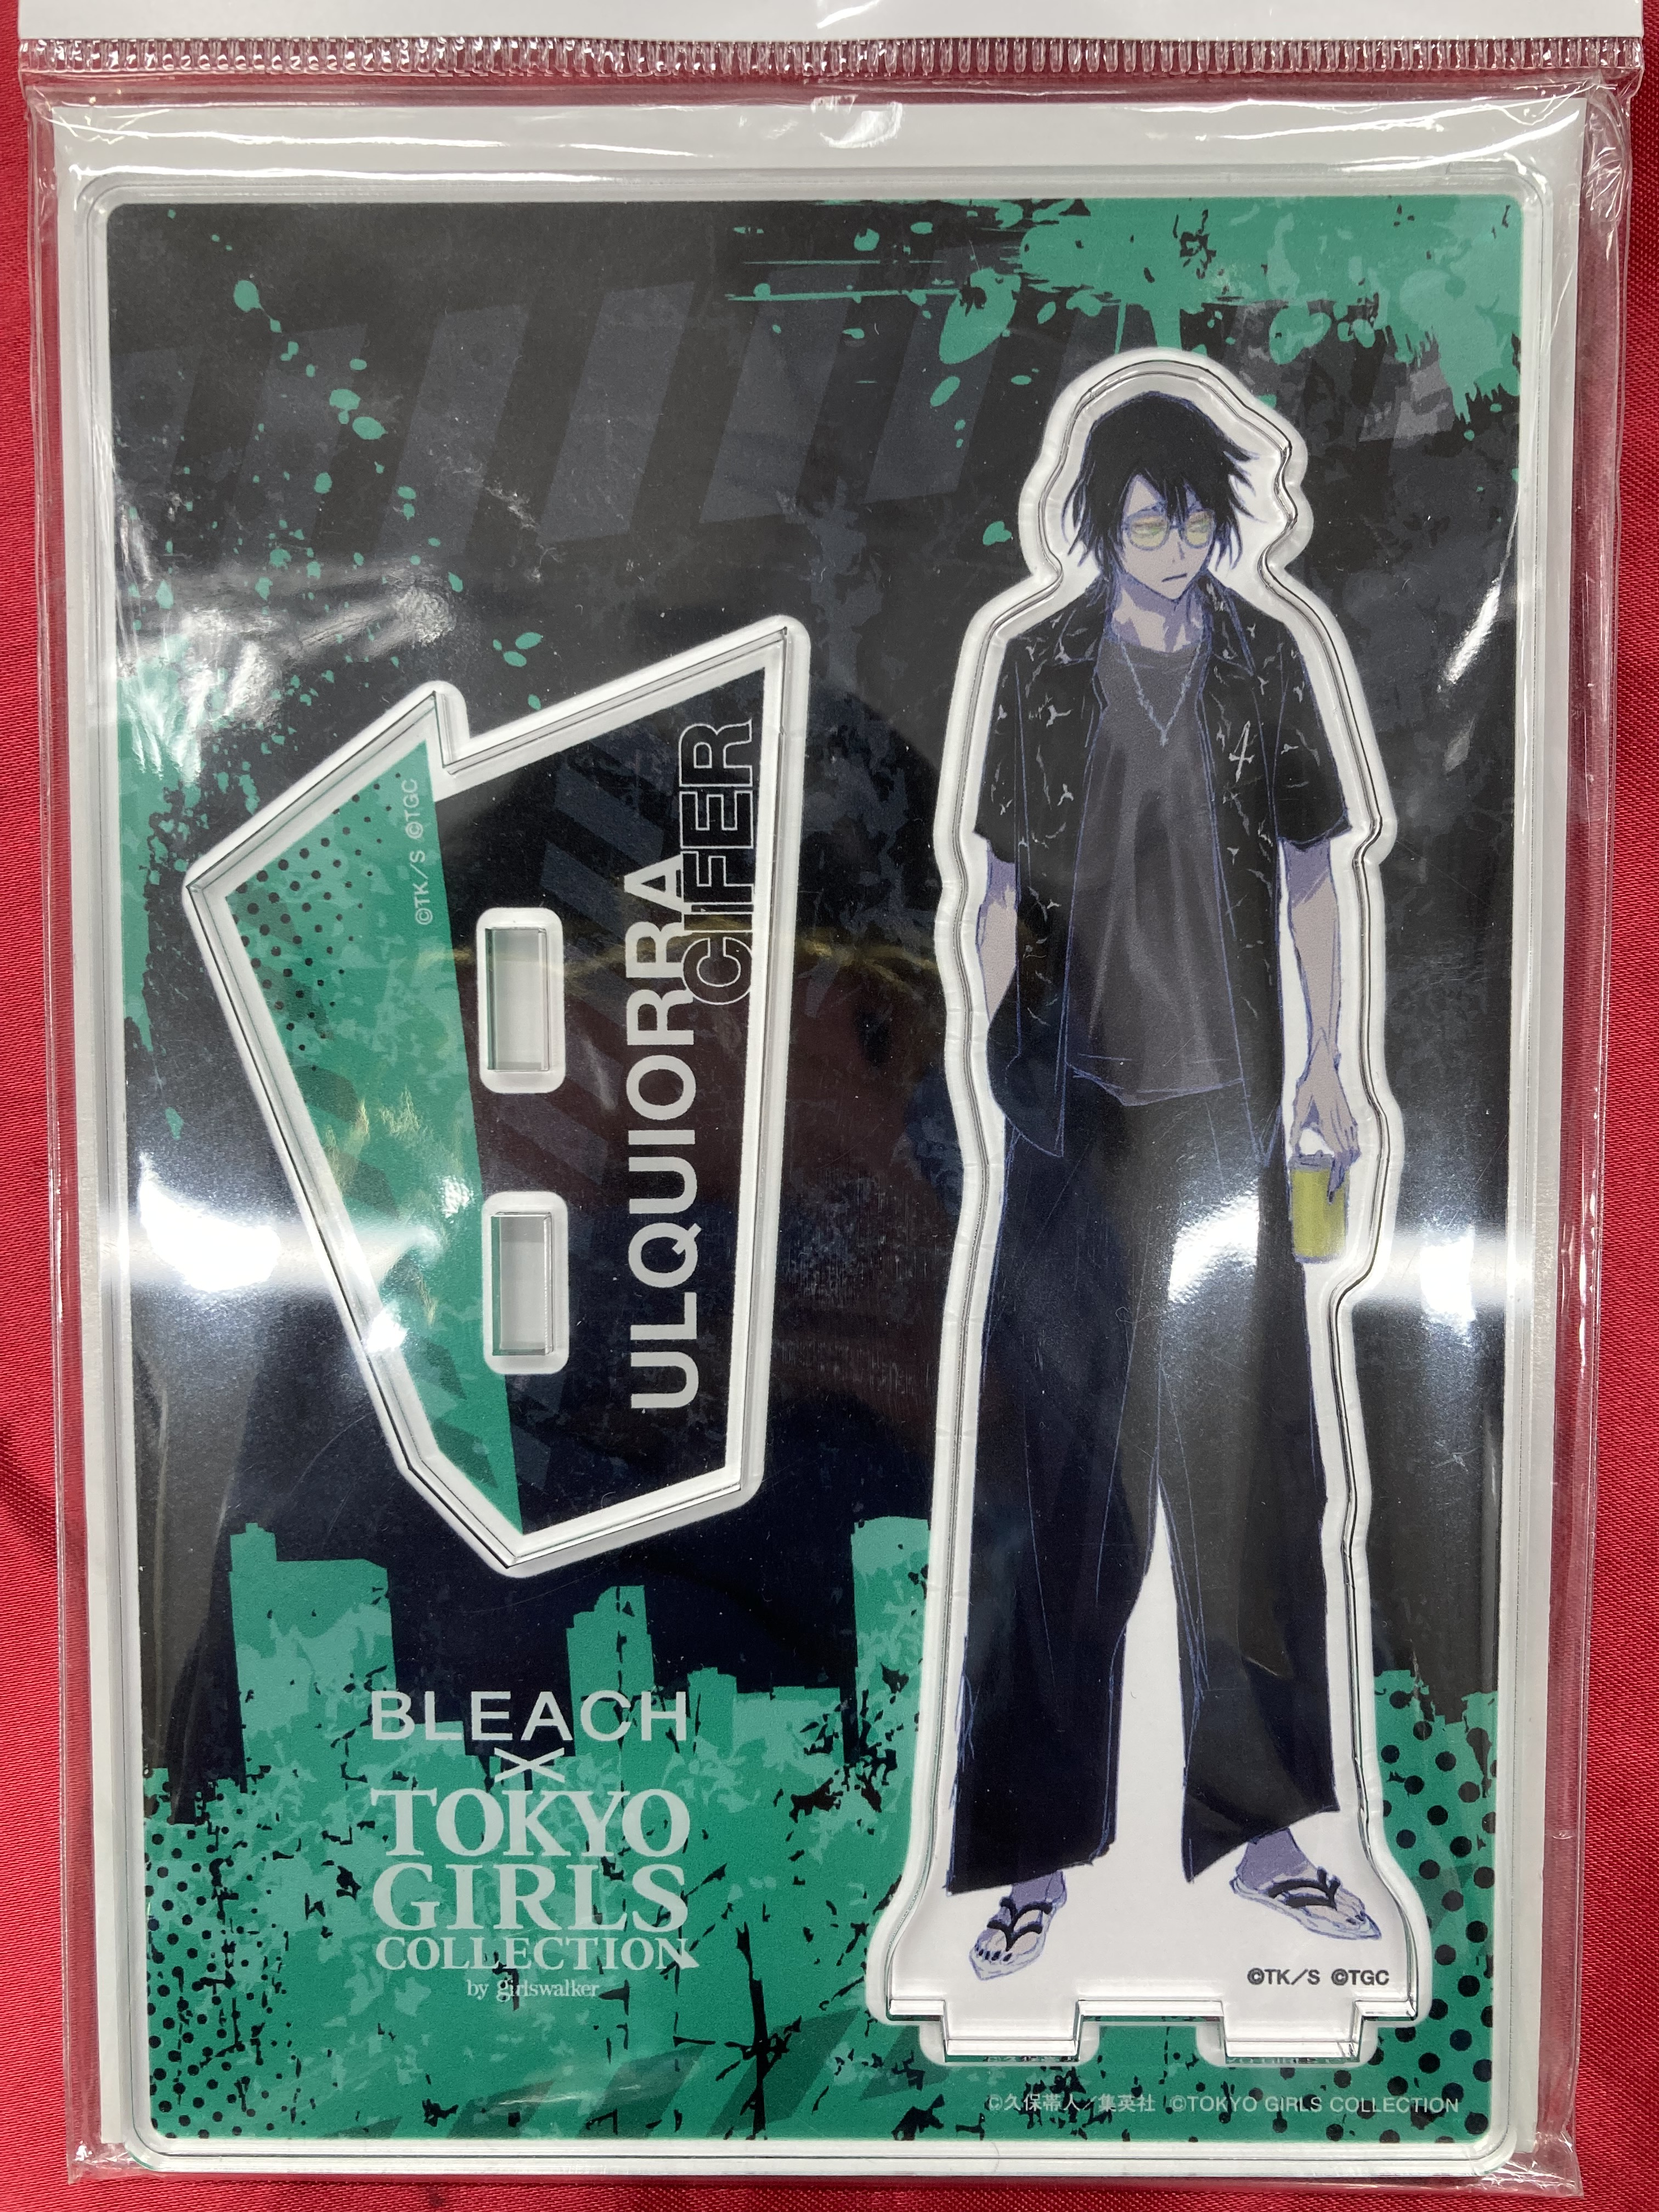 ©TK/S ©TGC
ULQUIORRA
CIFER
BLEACH
×
TOKYO
GIRLS
COLLECTION
by girlswalker
©TK/S ©TGC
©久保帯人/集英社 ©TOKYO GIRLS COLLECTION